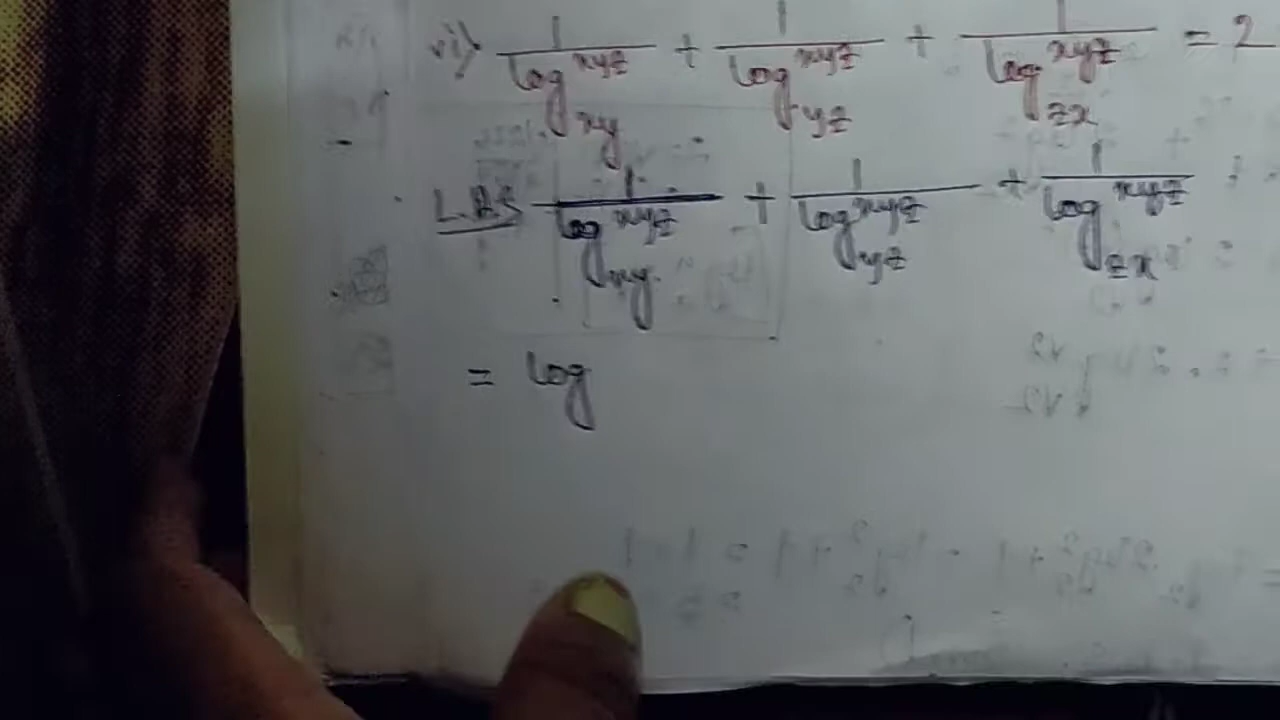 vi) 1/log_xy^xyz + 1/log_yz^xyz + 1/log_zx^xyz = 2
L.H.S 1/log_xy^xyz + 1/log_yz^xyz + 1/log_zx^xyz
= log